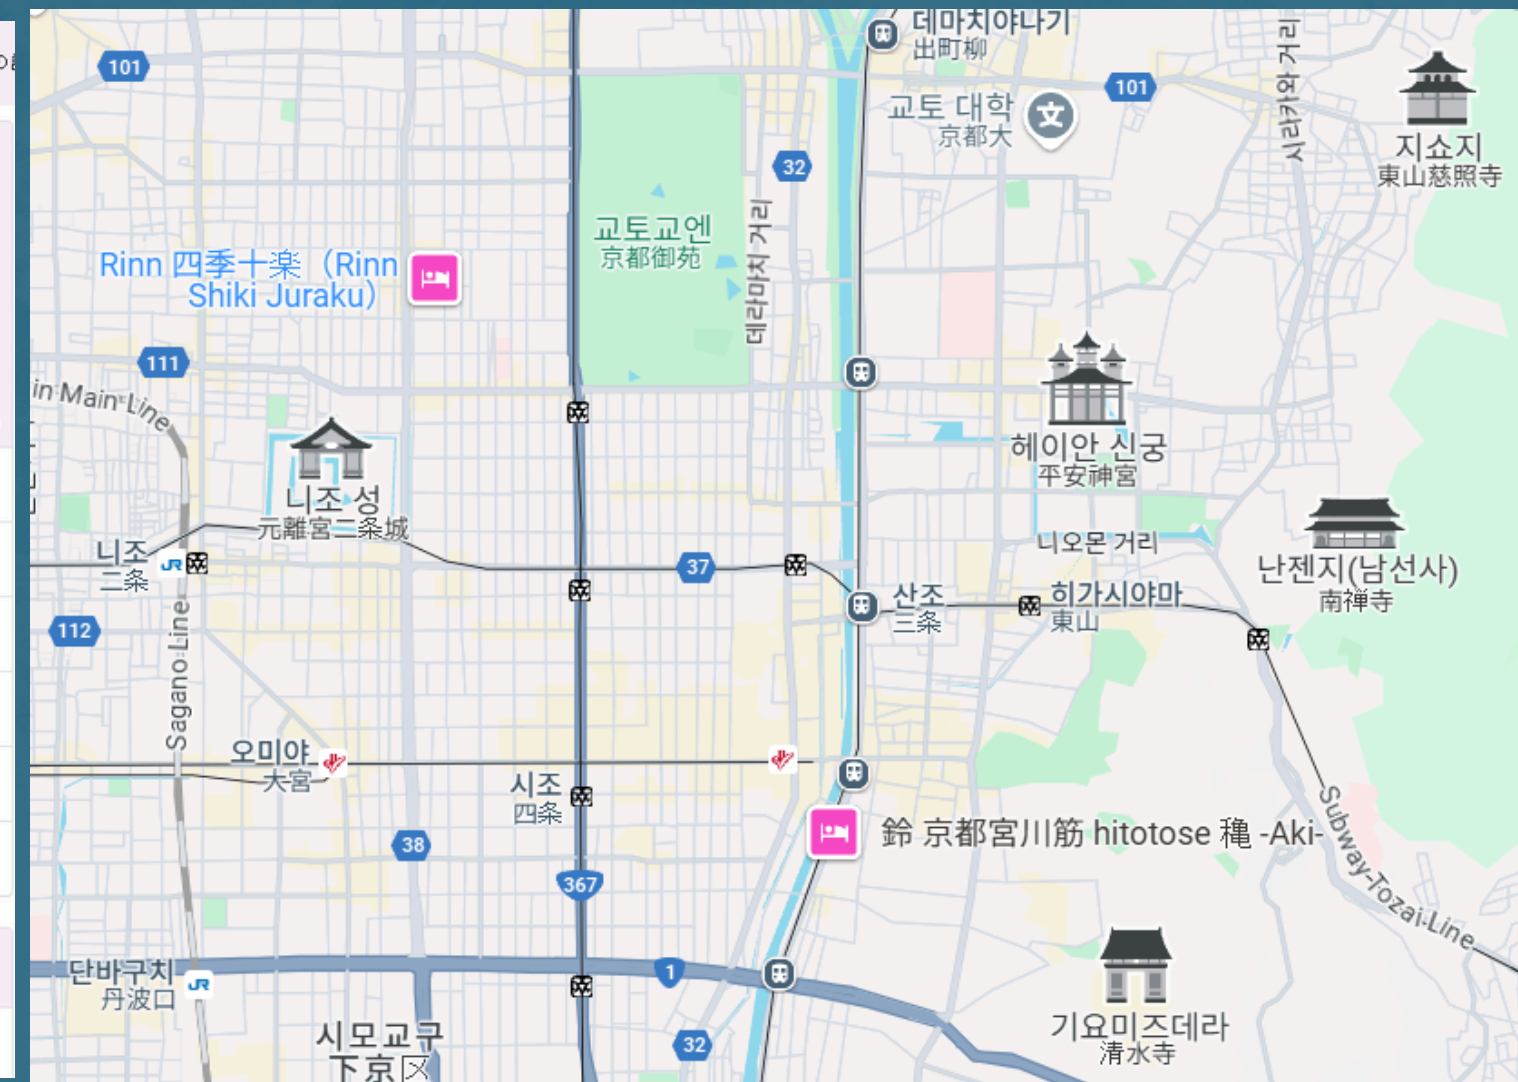 데마치야나기
出町柳
101
101
시라카와 거리
교토 대학
京都大
지쇼지
東山慈照寺
32
교토교엔
京都御苑
데라마치 거리
Rinn 四季十楽（Rinn
Shiki Juraku）
111
in Main Line
헤이안 신궁
平安神宮
니조 성
元離宮二条城
니조
二条
JR
37
니오몬 거리
난젠지(남선사)
南禅寺
산조
三条
히가시야마
東山
112
Sagano Line
오미야
大宮
시조
四条
38
鈴 京都宮川筋 hitotose 穐 -Aki-
Subway-Tozai Line
367
단바구치
丹波口
JR
1
기요미즈데라
清水寺
시모교구
下京区
32